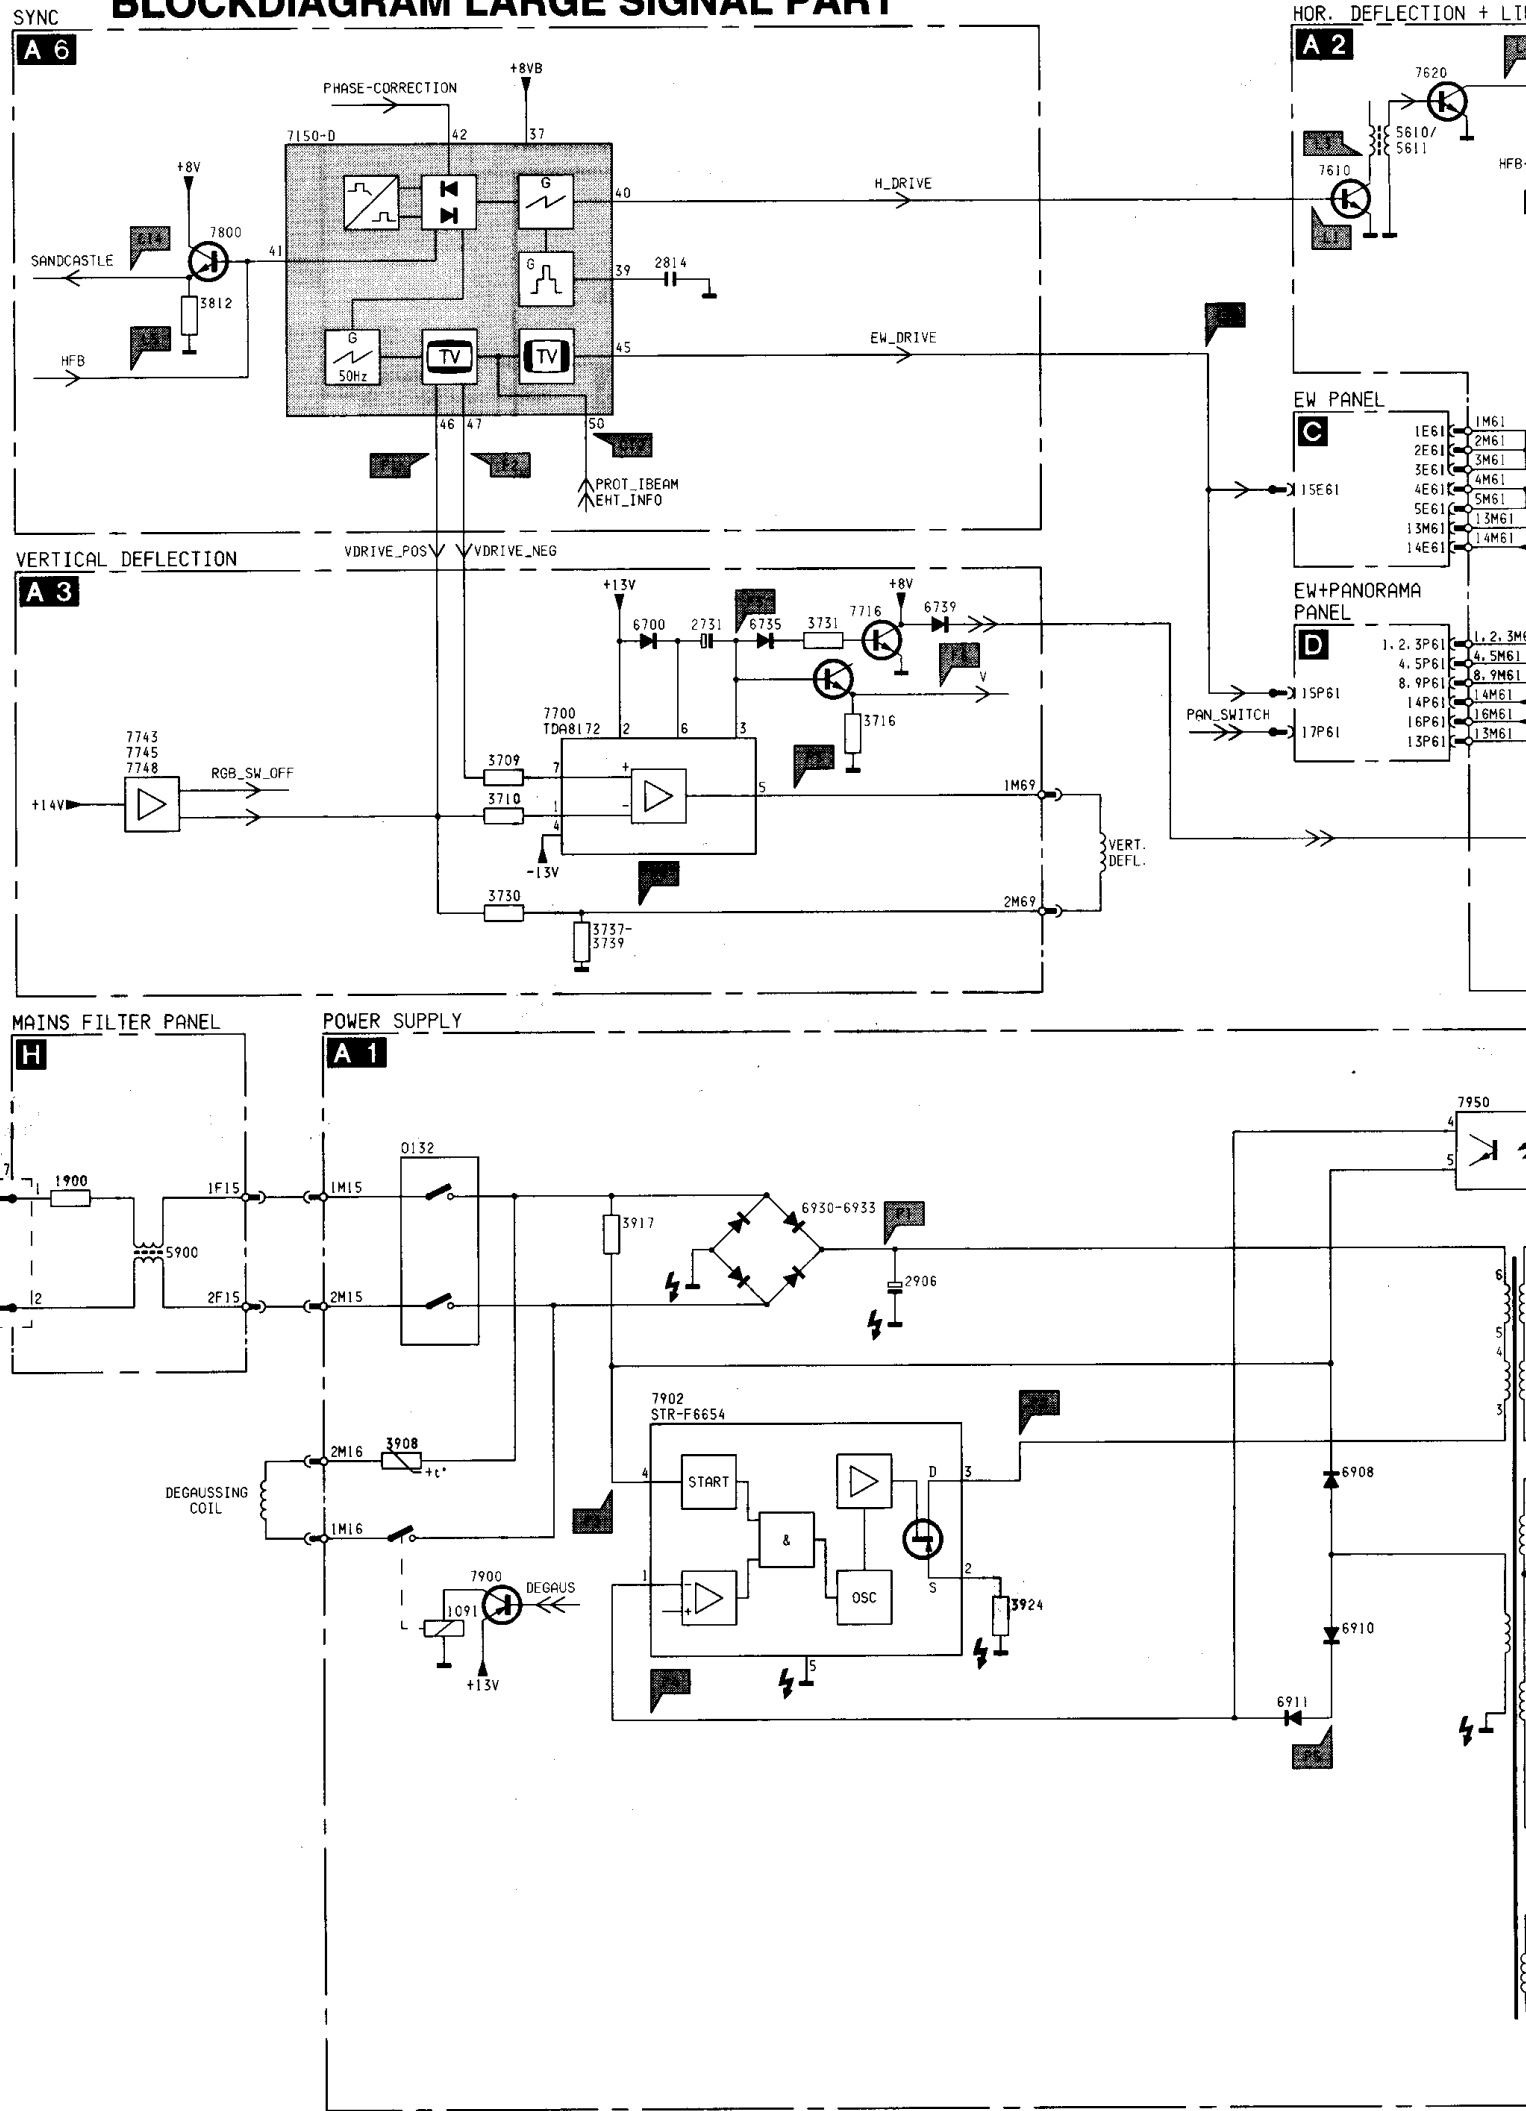 BLOCKDIAGRAM LARGE SIGNAL PART
SYNC
A 6
PHASE-CORRECTION
+8VB
7150-D
42
37
+8V
7800
SANDCASTLE
41
3812
HFB
G
40
H_DRIVE
G
39
2814
G
50Hz
TV
TV
45
EW_DRIVE
46
47
50
F2
PROT_IBEAM
EHT_INFO
VDRIVE_POS
VDRIVE_NEG
HOR. DEFLECTION +
A 2
7620
5610/
5611
7610
L1
EW PANEL
C
15E61
1E61
2E61
3E61
4E61
5E61
13M61
14E61
1M61
2M61
3M61
4M61
5M61
13M61
14M61
EW+PANORAMA
PANEL
D
15P61
PAN_SWITCH
17P61
1,2,3P61
4,5P61
8,9P61
14P61
16P61
13P61
4,5M61
8,9M61
14M61
16M61
13M61
VERTICAL DEFLECTION
A 3
+13V
6700
2731
6735
3731
7716
+8V
6739
V
3716
7700
TDA8172
2
6
3
7743
7745
7748
+14V
RGB_SW_OFF
3709
3710
7
1
4
+
-
5
-13V
1M69
VERT.
DEFL.
2M69
3730
3737-
3739
MAINS FILTER PANEL
H
7
1
1900
5900
2
1F15
2F15
POWER SUPPLY
A 1
0132
1M15
2M15
3917
6930-6933
P1
2906
7950
4
5
6
5
4
3
DEGAUSSING
COIL
2M16
3908
+t°
1M16
7900
1091
DEGAUS
+13V
7902
STR-F6654
4
START
&
OSC
D
3
S
2
3924
1
-
+
5
6908
6910
6911